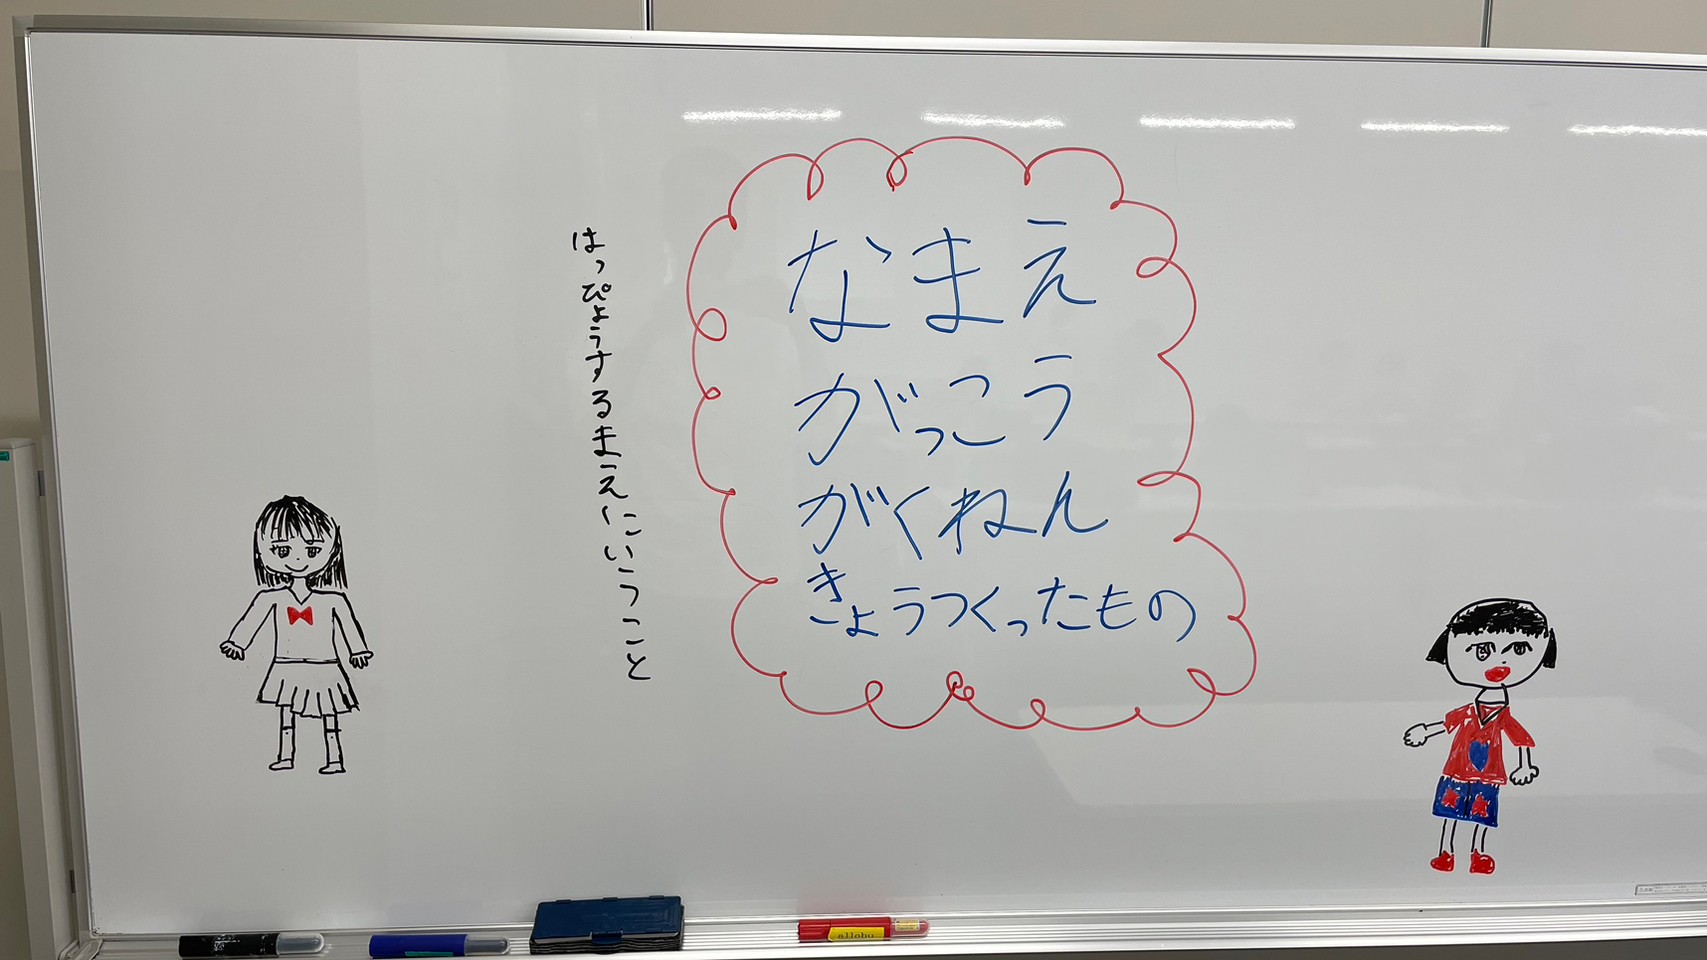 はっぴょうするまえにいうこと
なまえ
がっこう
がくねん
きょうつくったもの
allobu